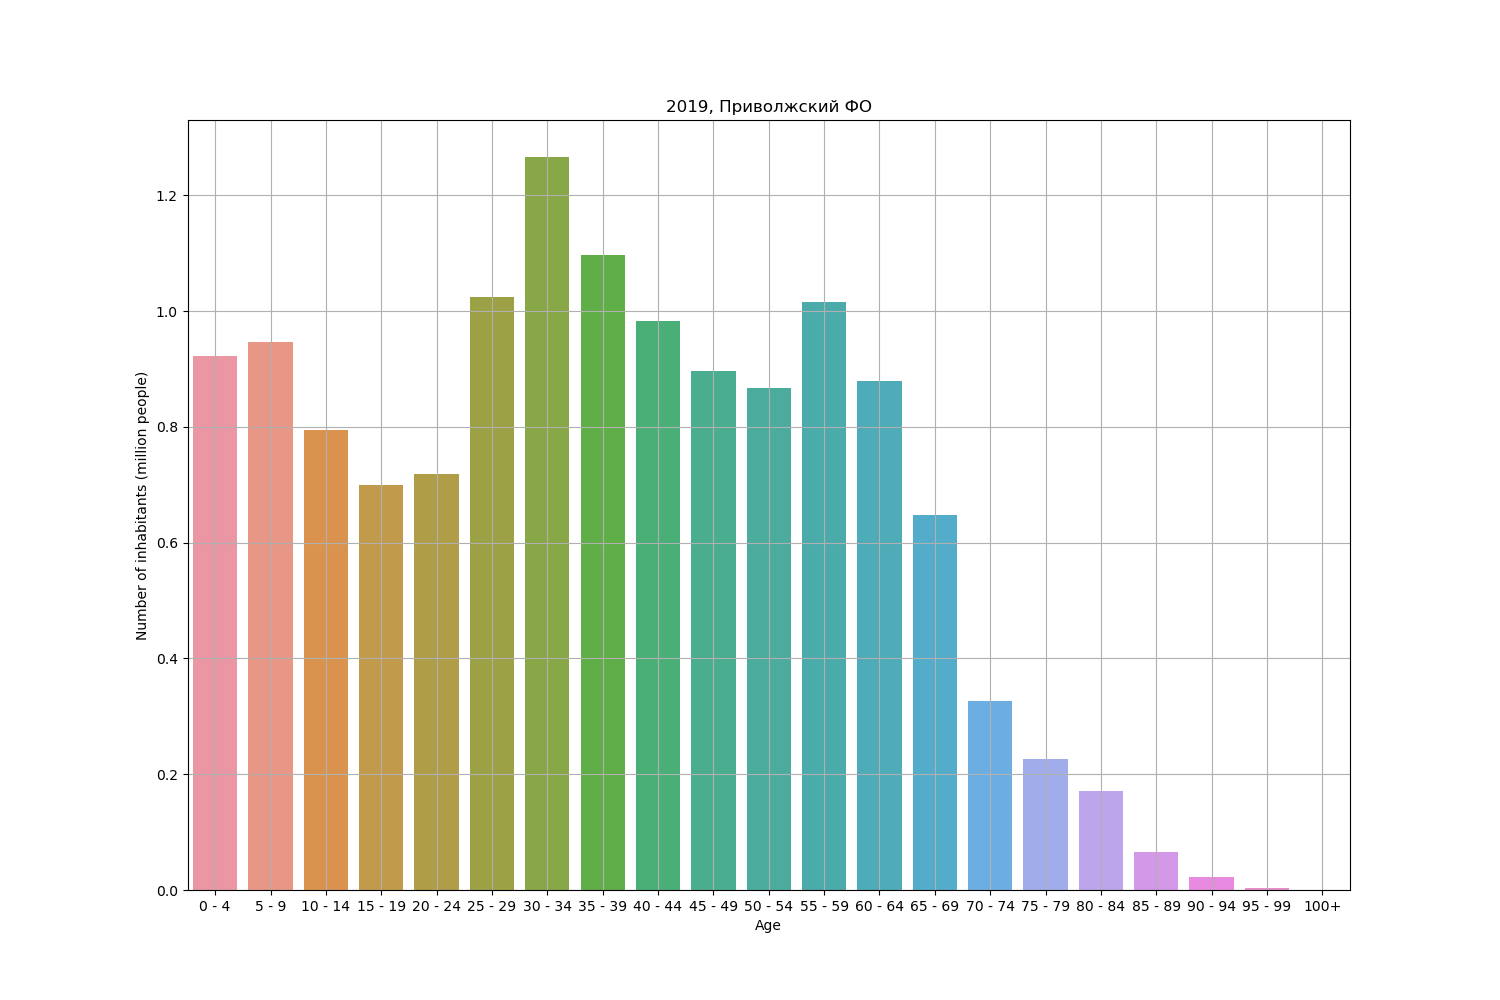 2019, Приволжский ФО
Number of inhabitants (million people)
1.2
1.0
0.8
0.6
0.4
0.2
0.0
0 - 4 5 - 9 10 - 14 15 - 19 20 - 24 25 - 29 30 - 34 35 - 39 40 - 44 45 - 49 50 - 54 55 - 59 60 - 64 65 - 69 70 - 74 75 - 79 80 - 84 85 - 89 90 - 94 95 - 99 100+
Age